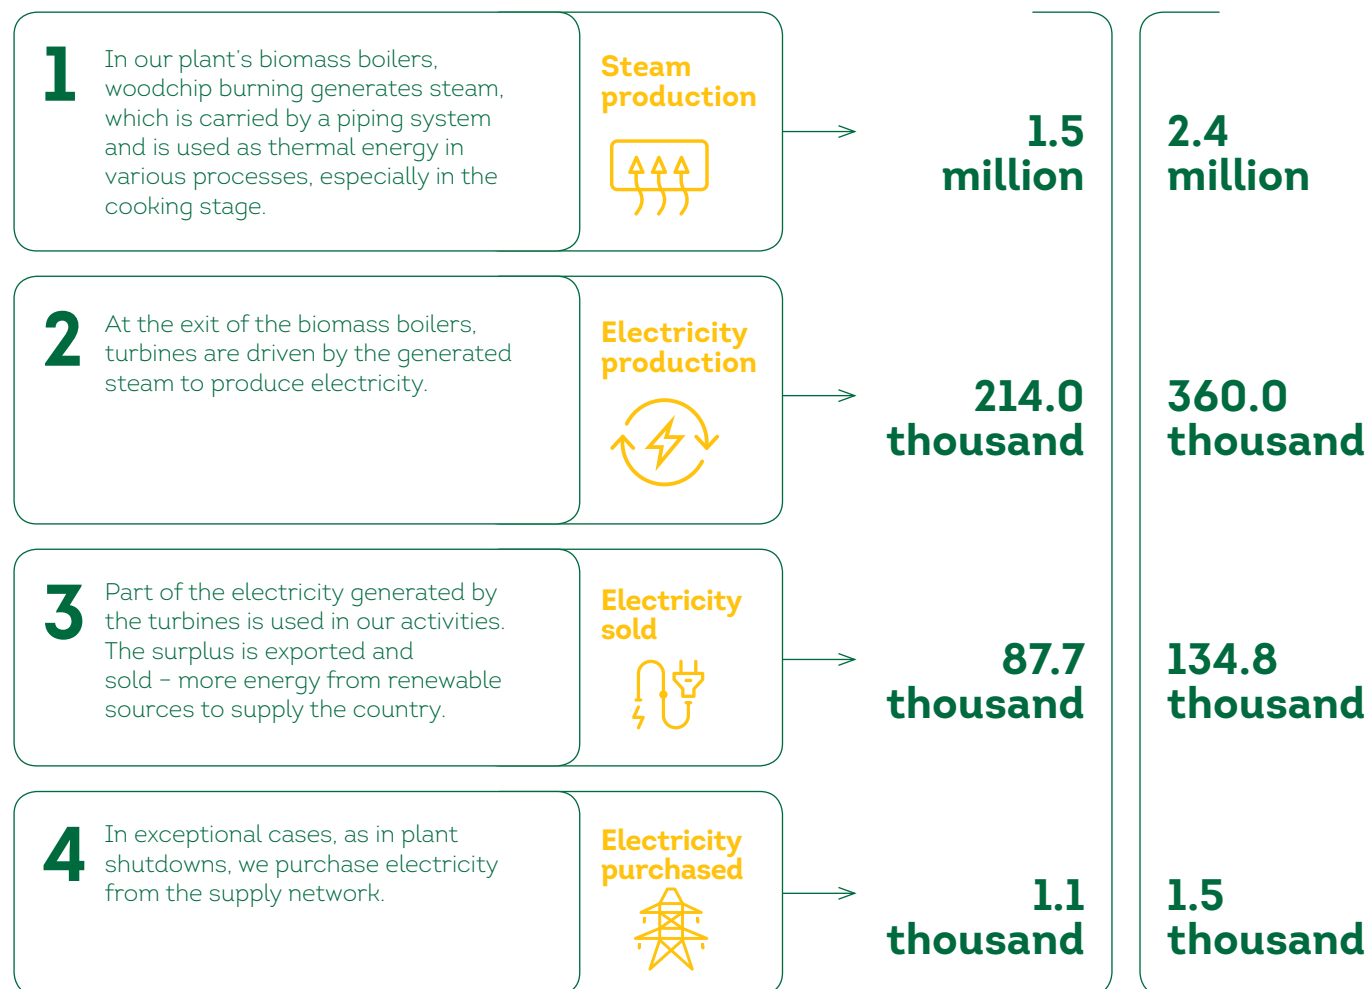 1
In our plant's biomass boilers,
woodchip burning generates steam,
which is carried by a piping system
and is used as thermal energy in
various processes, especially in the
cooking stage.
Steam
production
1.5
million
2.4
million
2
At the exit of the biomass boilers,
turbines are driven by the generated
steam to produce electricity.
Electricity
production
214.0
thousand
360.0
thousand
3
Part of the electricity generated by
the turbines is used in our activities.
The surplus is exported and
sold – more energy from renewable
sources to supply the country.
Electricity
sold
87.7
thousand
134.8
thousand
4
In exceptional cases, as in plant
shutdowns, we purchase electricity
from the supply network.
Electricity
purchased
1.1
thousand
1.5
thousand